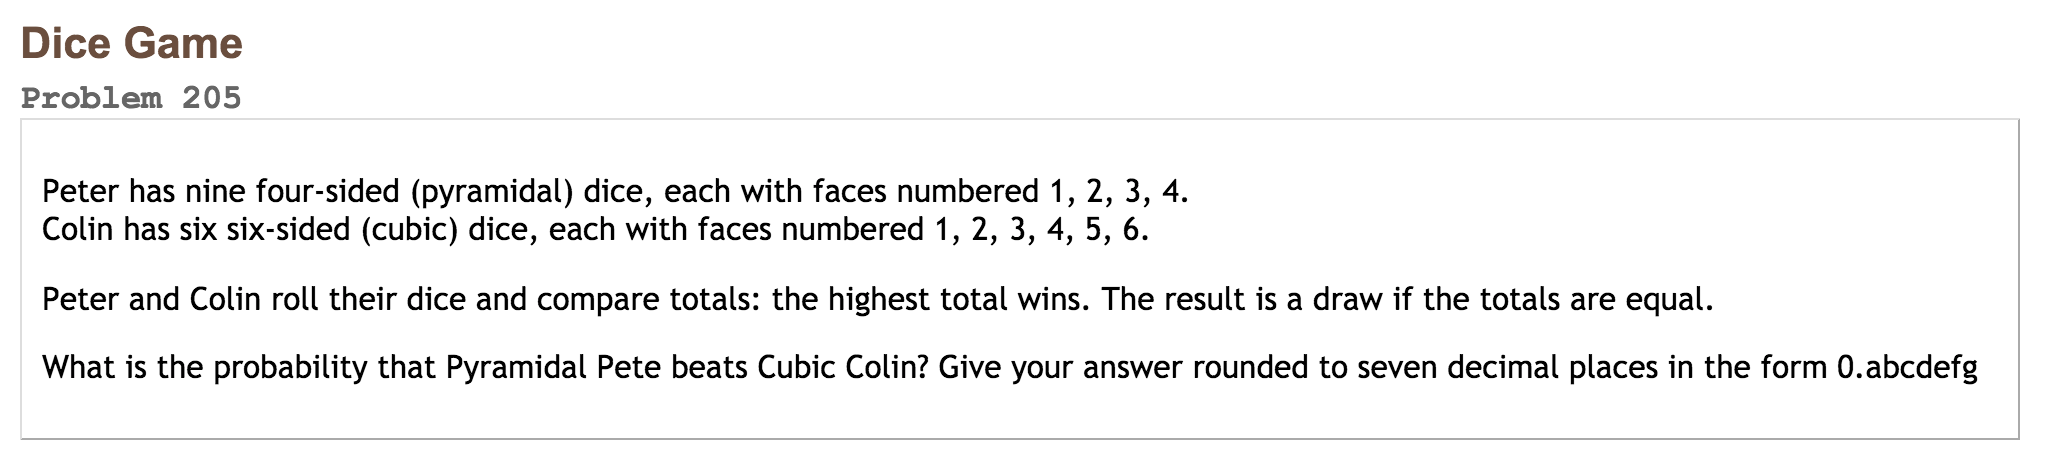 Dice Game
Problem 205
Peter has nine four-sided (pyramidal) dice, each with faces numbered 1, 2, 3, 4.
Colin has six six-sided (cubic) dice, each with faces numbered 1, 2, 3, 4, 5, 6.
Peter and Colin roll their dice and compare totals: the highest total wins. The result is a draw if the totals are equal.
What is the probability that Pyramidal Pete beats Cubic Colin? Give your answer rounded to seven decimal places in the form 0.abcdefg